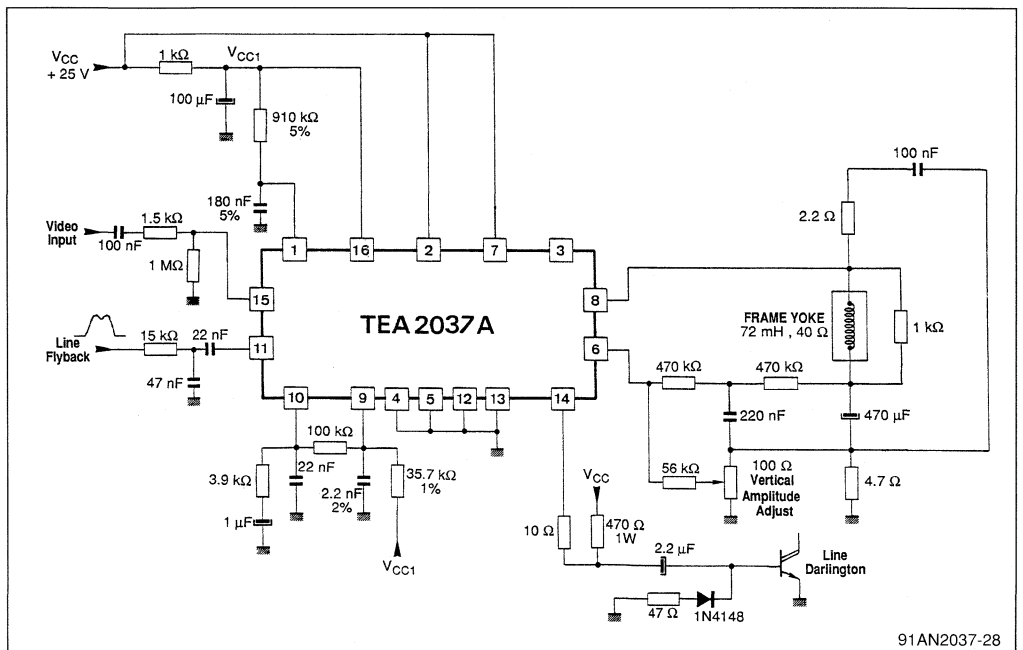 VCC
+ 25 V
1 kΩ
VCC1
100 µF
910 kΩ
5%
180 nF
5%
Video
Input
100 nF
1.5 kΩ
1 MΩ
Line
Flyback
15 kΩ
22 nF
47 nF
1
16
2
7
3
15
11
8
6
TEA 2037A
10
9
4
5
12
13
14
100 nF
2.2 Ω
FRAME YOKE
72 mH , 40 Ω
1 kΩ
470 kΩ
470 kΩ
220 nF
470 µF
56 kΩ
100 Ω
Vertical
Amplitude
Adjust
4.7 Ω
100 kΩ
3.9 kΩ
22 nF
1 µF
2.2 nF
2%
35.7 kΩ
1%
VCC1
10 Ω
VCC
470 Ω
1W
2.2 µF
Line
Darlington
47 Ω
1N4148
91AN2037-28